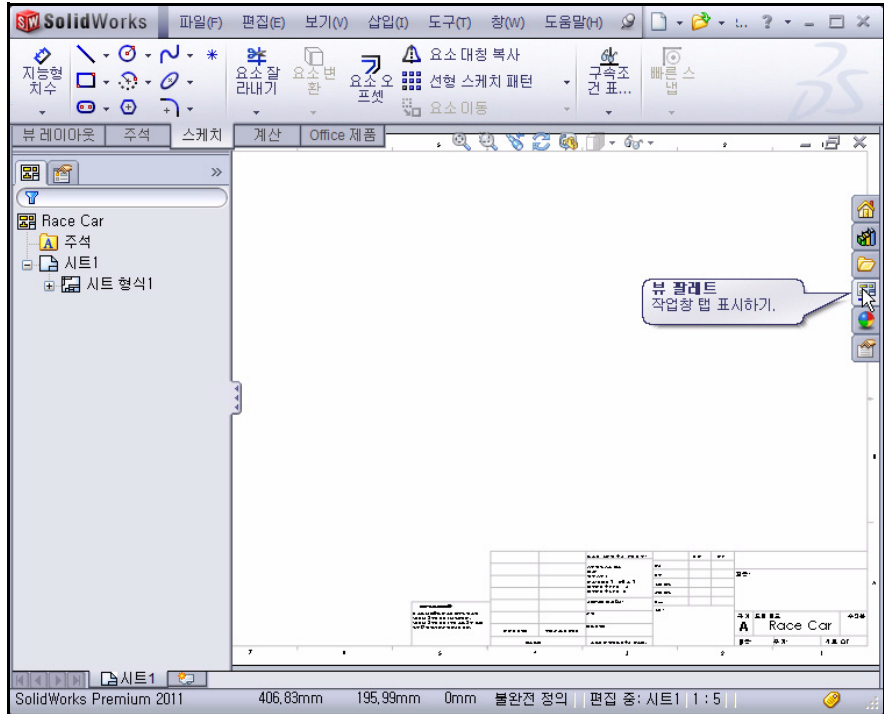 SolidWorks 파일(F) 편집(E) 보기(V) 삽입(I) 도구(T) 창(W) 도움말(H)
지능형 치수
요소 잘라내기
요소 변환
요소 오프셋
요소 대칭 복사
선형 스케치 패턴
요소 이동
구속조건 표...
빠른 스냅
뷰 레이아웃 주석 스케치 계산 Office 제품
Race Car
주석
시트1
시트 형식1
뷰 팔레트
작업창 탭 표시하기.
A Race Car
시트1
SolidWorks Premium 2011 406,83mm 195,99mm 0mm 불완전 정의 편집 중: 시트1 1 : 5